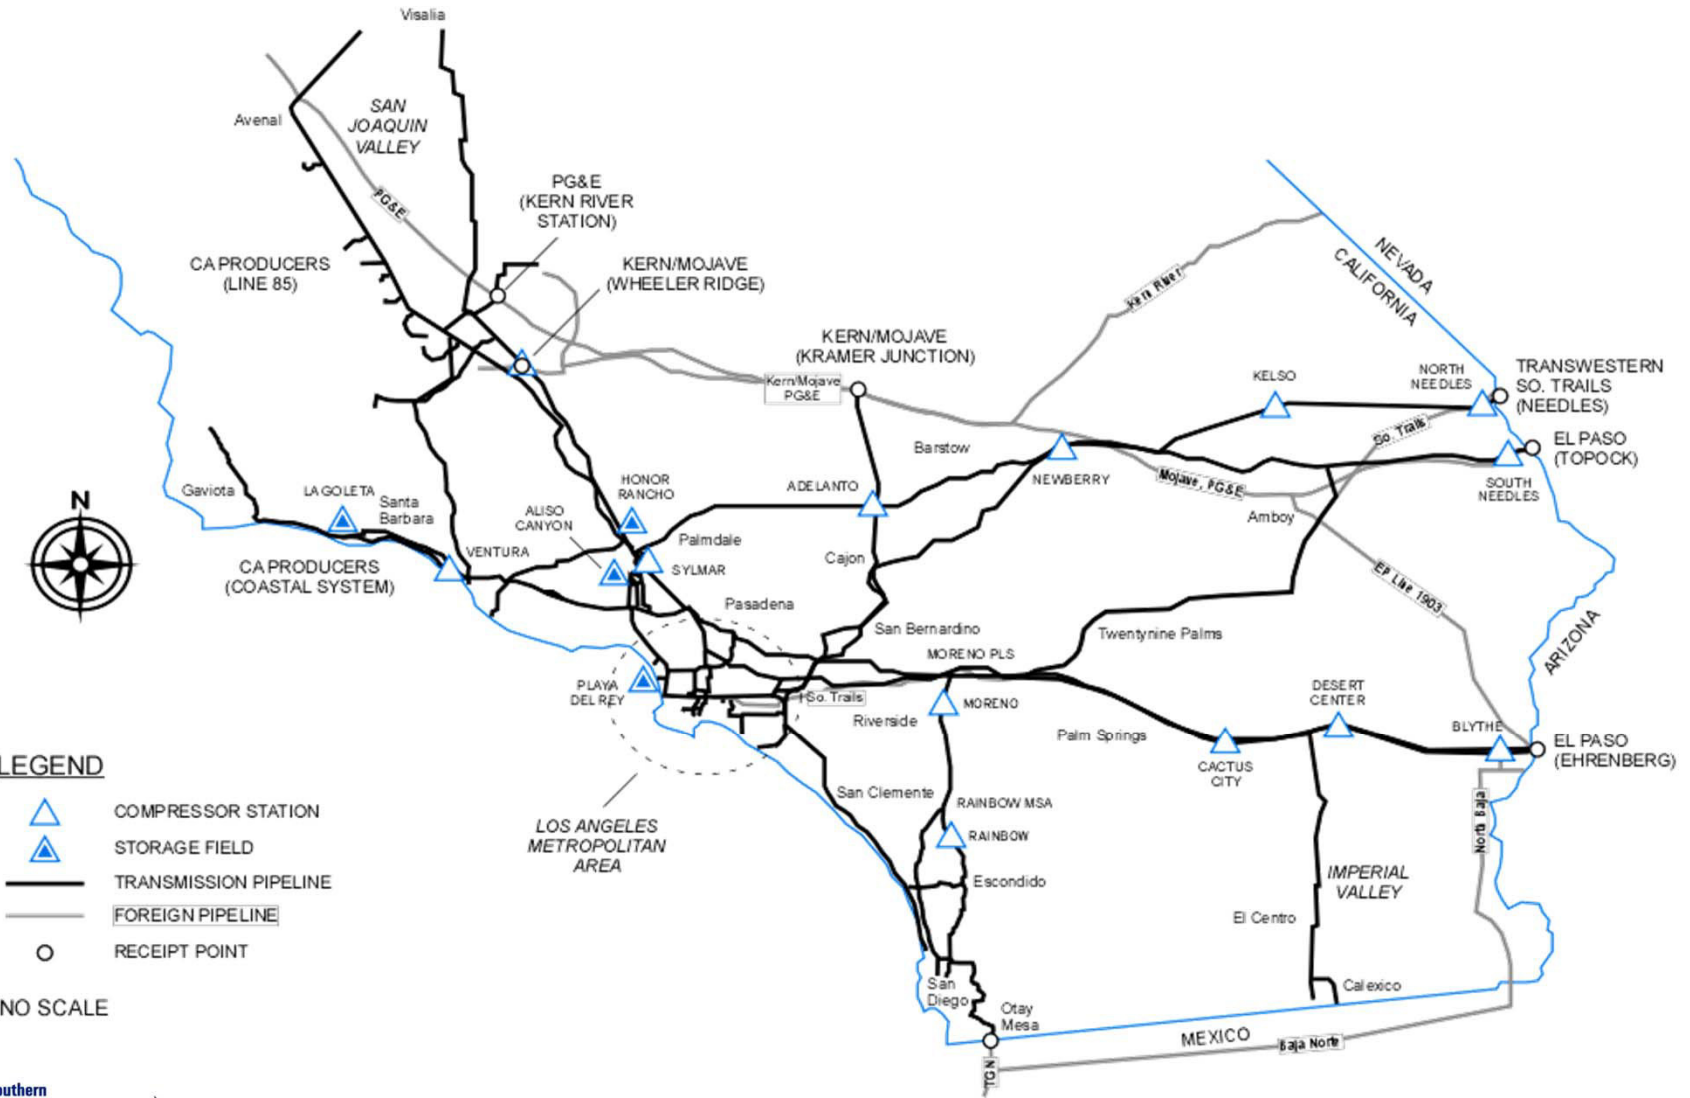 Visalia
Avenal
SAN
JOAQUIN
VALLEY
PG&E
PG&E
(KERN RIVER
STATION)
CA PRODUCERS
(LINE 85)
KERN/MOJAVE
(WHEELER RIDGE)
KERN/MOJAVE
(KRAMER JUNCTION)
Kern/Mojave
PG&E
Kern River
NEVADA
CALIFORNIA
KELSO
NORTH
NEEDLES
TRANSWESTERN
SO. TRAILS
(NEEDLES)
So. Trails
EL PASO
(TOPOCK)
SOUTH
NEEDLES
Barstow
NEWBERRY
Mojave, PG&E
Amboy
ADELANTO
HONOR
RANCHO
ALISO
CANYON
Gaviota
LA GOLETA
Santa
Barbara
N
VENTURA
CA PRODUCERS
(COASTAL SYSTEM)
Palmdale
SYLMAR
Cajon
Pasadena
EP Line 1903
ARIZONA
San Bernardino
MORENO PLS
Twentynine Palms
PLAYA
DEL REY
So. Trails
Riverside
MORENO
Palm Springs
DESERT
CENTER
BLYTHE
EL PASO
(EHRENBERG)
CACTUS
CITY
North Baja
San Clemente
RAINBOW MSA
RAINBOW
LOS ANGELES
METROPOLITAN
AREA
Escondido
IMPERIAL
VALLEY
El Centro
San
Diego
Otay
Mesa
Calexico
MEXICO
Baja Norte
TGN
LEGEND
COMPRESSOR STATION
STORAGE FIELD
TRANSMISSION PIPELINE
FOREIGN PIPELINE
RECEIPT POINT
NO SCALE
outhern